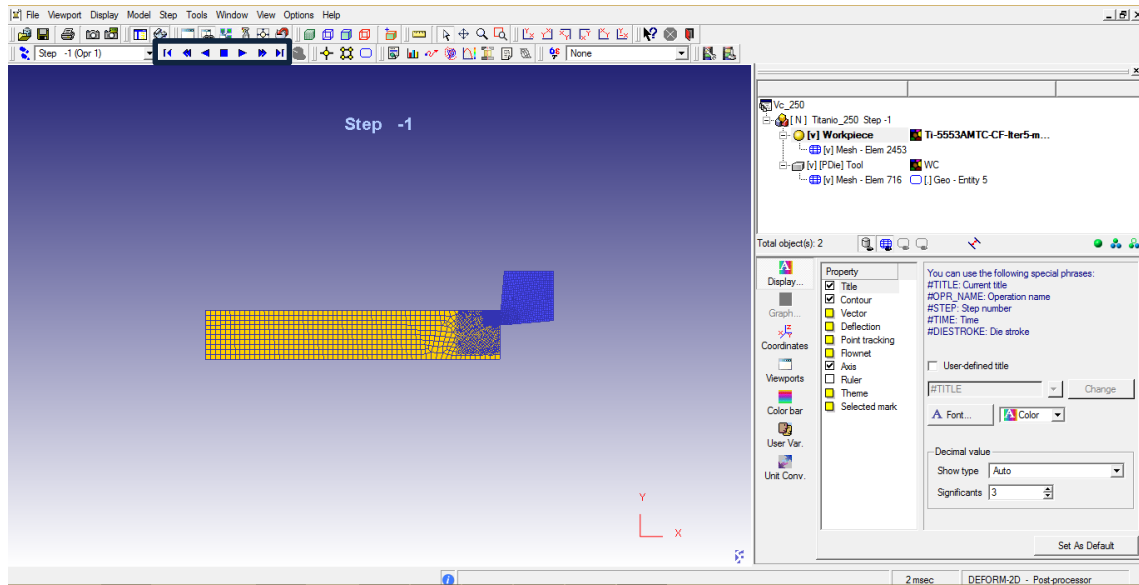 File Viewport Display Model Step Tools Window View Options Help
Step -1 (Opr 1)
None
Step -1
Vc_250
[ N ] Titanio_250 Step -1
[v] Workpiece Ti-5553AMTC-CF-Iter5-m...
[v] Mesh - Elem 2453
[v] [PDie] Tool WC
[v] Mesh - Elem 716 [.] Geo - Entity 5
Total object(s): 2
Display...
Graph...
Coordinates
Viewports
Color bar
User Var.
Unit Conv.
Property
Title
Contour
Vector
Deflection
Point tracking
Flownet
Axis
Ruler
Theme
Selected mark
You can use the following special phrases:
#TITLE: Current title
#OPR_NAME: Operation name
#STEP: Step number
#TIME: Time
#DIESTROKE: Die stroke
User-defined title
#TITLE Change
A Font... A Color
Decimal value
Show type Auto
Significants 3
Set As Default
Y
X
2 msec DEFORM-2D - Post-processor